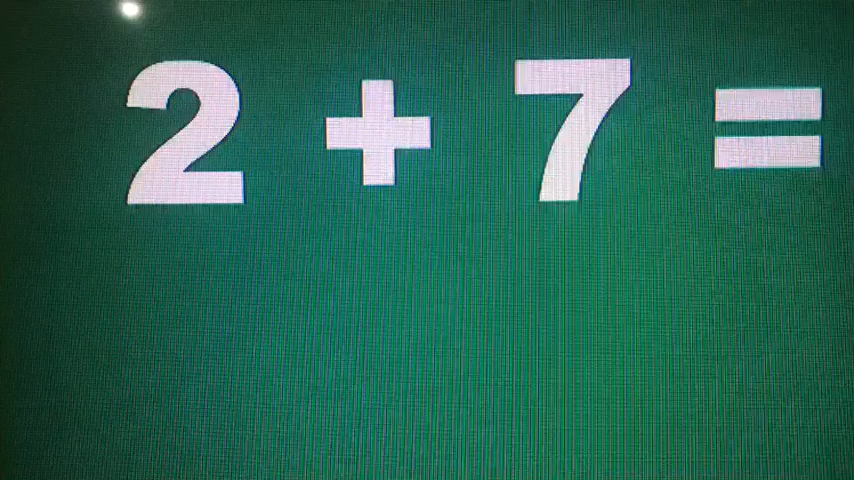 2 + 7 =